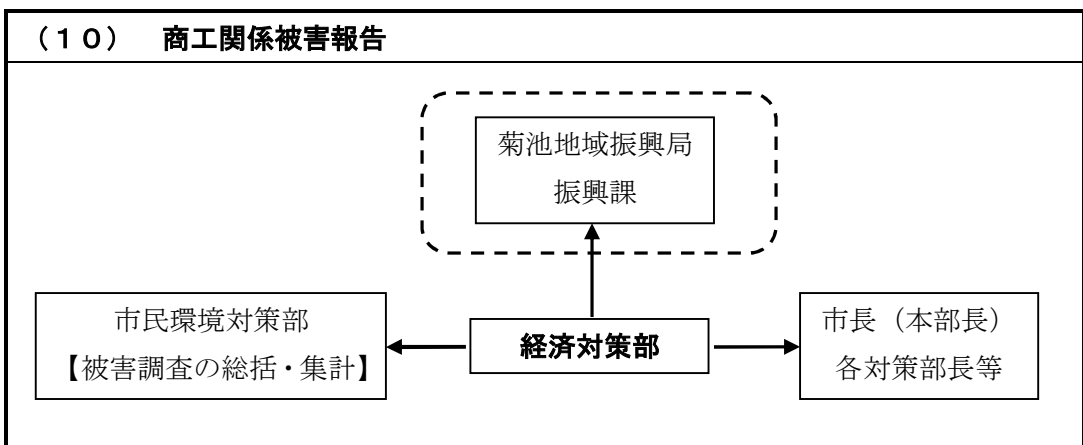 （１０）　商工関係被害報告
菊池地域振興局
振興課
市民環境対策部
【被害調査の総括・集計】
経済対策部
市長（本部長）
各対策部長等